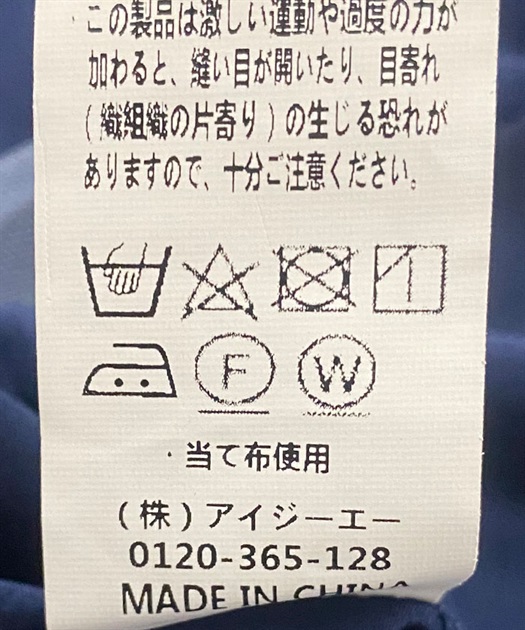 この製品は激しい運動や過度の力が
加わると、縫い目が開いたり、目寄れ
(織組織の片寄り)の生じる恐れが
ありますので、十分ご注意ください。
F W
・当て布使用
(株)アイジーエー
0120-365-128
MADE IN CHINA